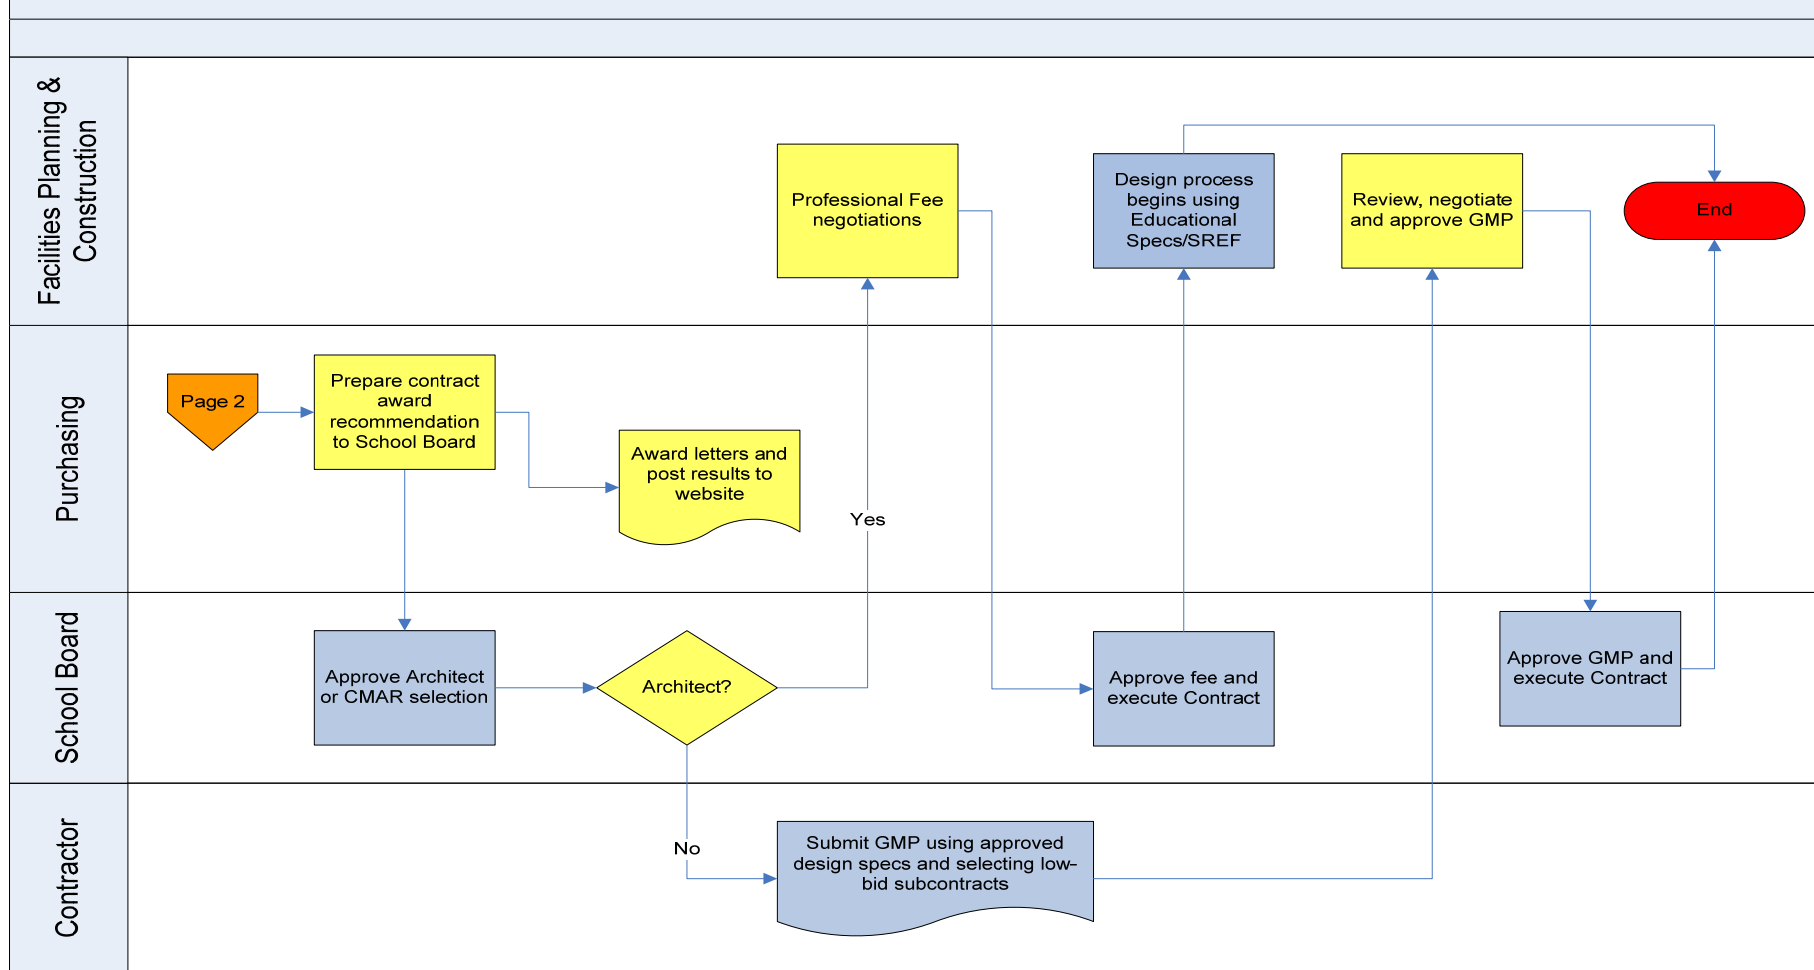 Facilities Planning &
Construction
Professional Fee
negotiations
Design process
begins using
Educational
Specs/SREF
Review, negotiate
and approve GMP
End
Purchasing
Page 2
Prepare contract
award
recommendation
to School Board
Award letters and
post results to
website
Yes
School Board
Approve Architect
or CMAR selection
Architect?
Approve fee and
execute Contract
Approve GMP and
execute Contract
Contractor
No
Submit GMP using approved
design specs and selecting low-
bid subcontracts